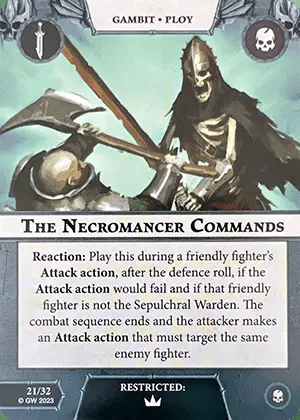 GAMBIT • PLOY
THE NECROMANCER COMMANDS
Reaction: Play this during a friendly fighter's
Attack action, after the defence roll, if the
Attack action would fail and if that friendly
fighter is not the Sepulchral Warden. The
combat sequence ends and the attacker makes
an Attack action that must target the same
enemy fighter.
21/32
© GW 2023
RESTRICTED: